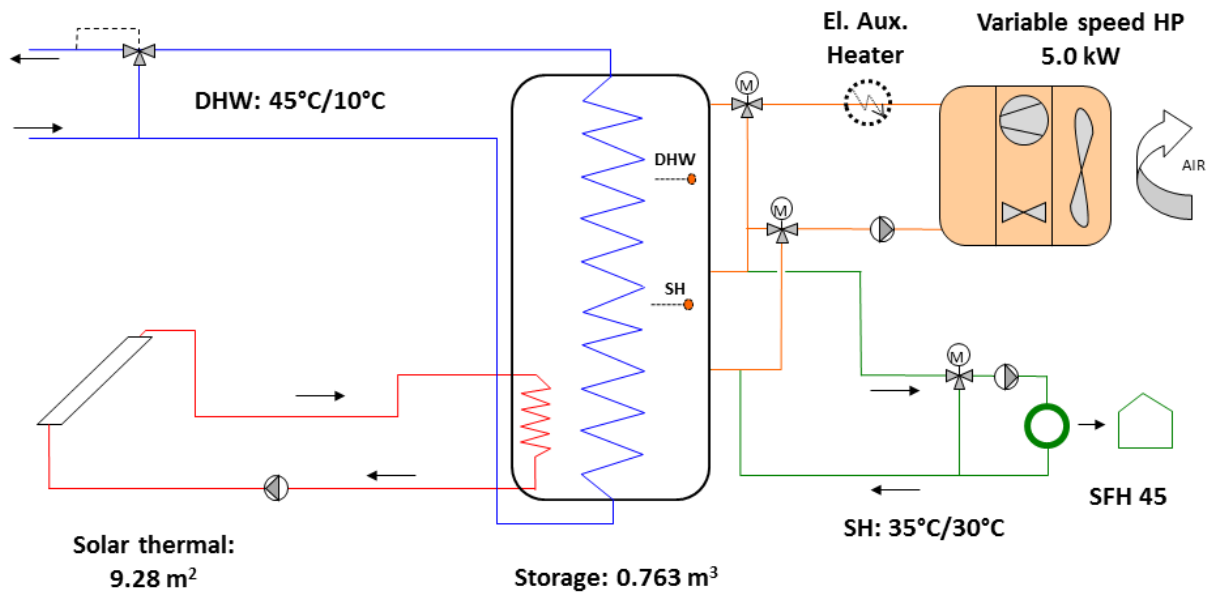 El. Aux.
Heater
Variable speed HP
5.0 kW
DHW: 45°C/10°C
M
DHW
AIR
M
SH
M
SFH 45
SH: 35°C/30°C
Solar thermal:
9.28 m²
Storage: 0.763 m³